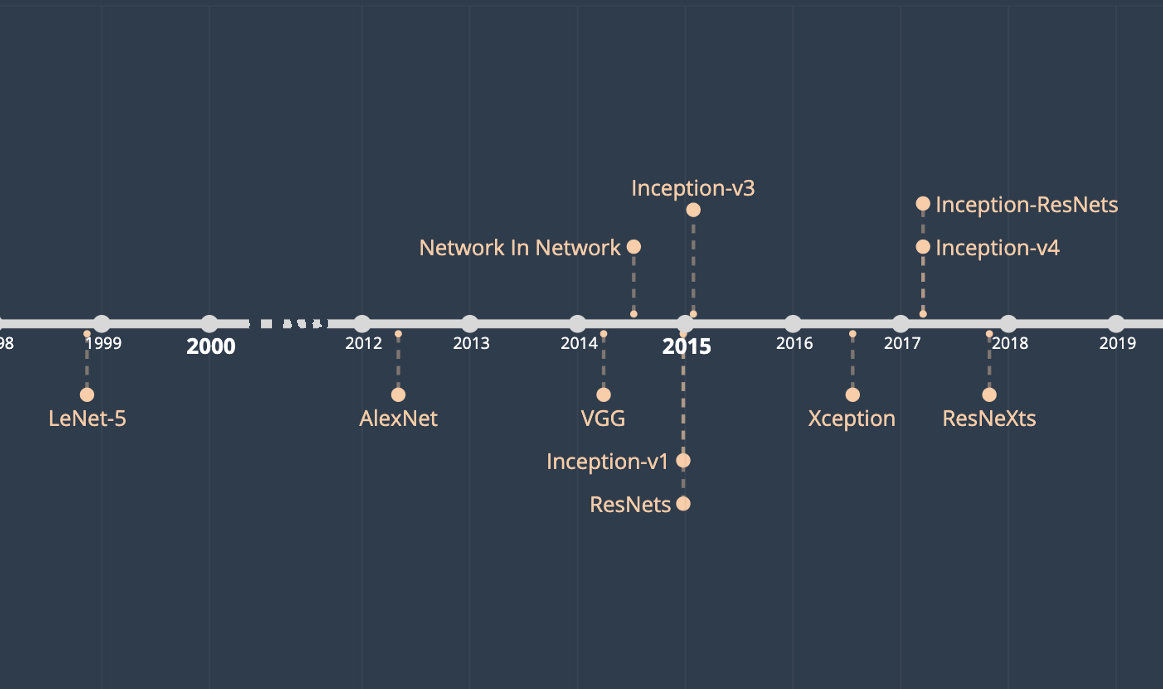 Inception-v3
Inception-ResNets
Network In Network
Inception-v4
98
1999
2000
2012
2013
2014
2015
2016
2017
2018
2019
LeNet-5
AlexNet
VGG
Xception
ResNeXts
Inception-v1
ResNets